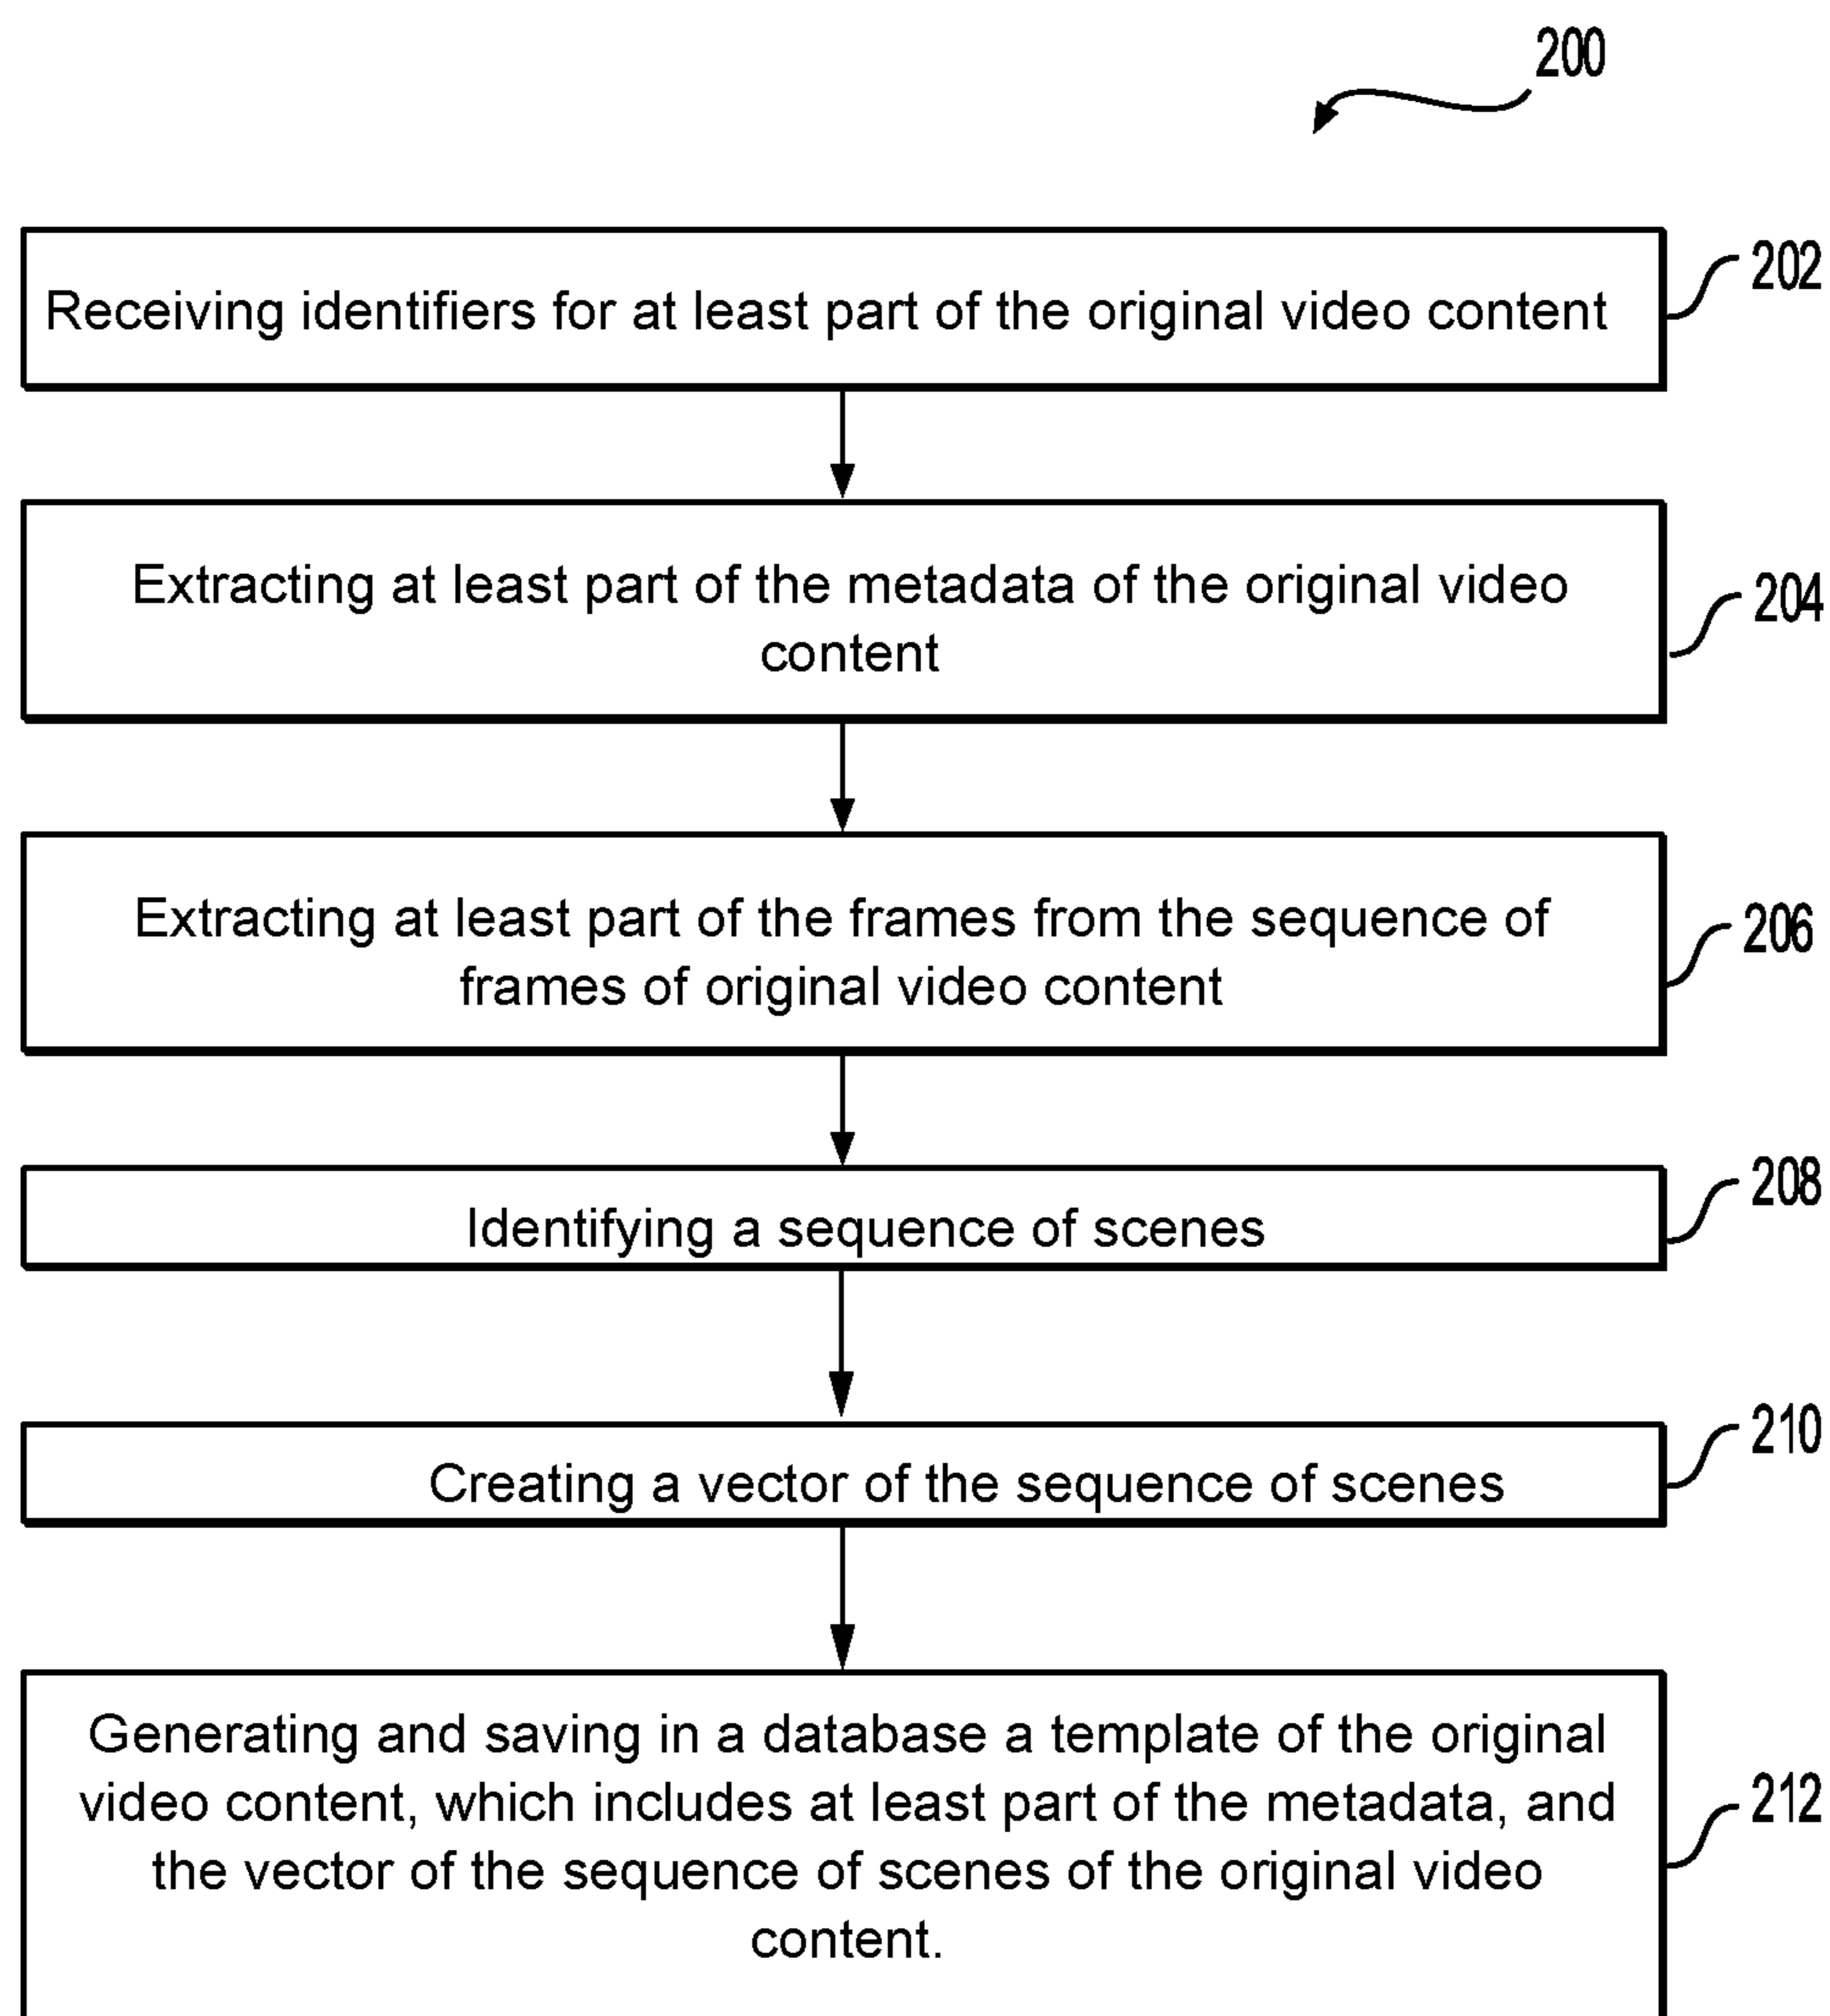 200
Receiving identifiers for at least part of the original video content
202
Extracting at least part of the metadata of the original video
content
204
Extracting at least part of the frames from the sequence of
frames of original video content
206
Identifying a sequence of scenes
208
Creating a vector of the sequence of scenes
210
Generating and saving in a database a template of the original
video content, which includes at least part of the metadata, and
the vector of the sequence of scenes of the original video
content.
212